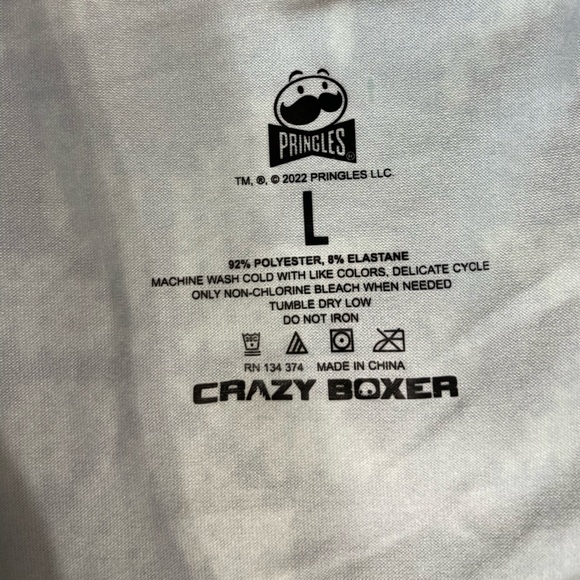 PRINGLES®
TM, ®, © 2022 PRINGLES LLC.
L
92% POLYESTER, 8% ELASTANE
MACHINE WASH COLD WITH LIKE COLORS, DELICATE CYCLE
ONLY NON-CHLORINE BLEACH WHEN NEEDED
TUMBLE DRY LOW
DO NOT IRON
RN 134 374 MADE IN CHINA
CRAZY BOXER